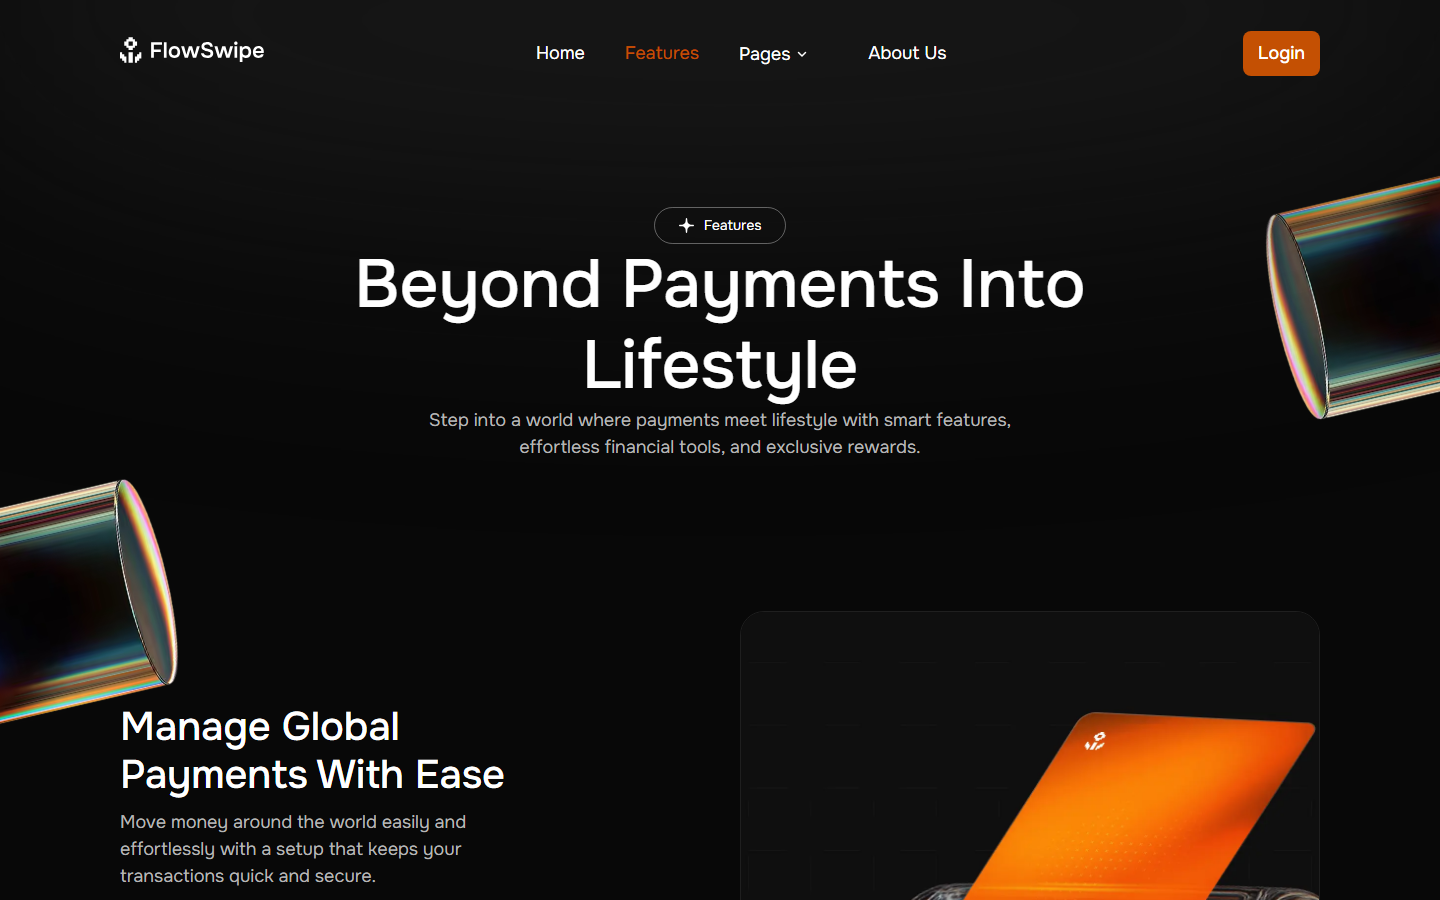 FlowSwipe
Home
Features
Pages
About Us
Login
Features
Beyond Payments Into
Lifestyle
Step into a world where payments meet lifestyle with smart features,
effortless financial tools, and exclusive rewards.
Manage Global
Payments With Ease
Move money around the world easily and
effortlessly with a setup that keeps your
transactions quick and secure.